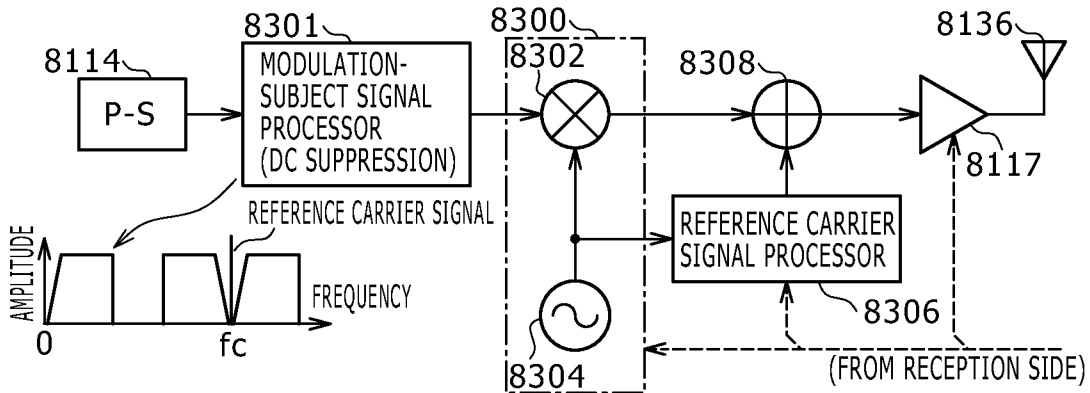 8301
8300
8136
8114
8302
8308
MODULATION-
SUBJECT SIGNAL
PROCESSOR
(DC SUPPRESSION)
P-S
8117
REFERENCE CARRIER SIGNAL
REFERENCE CARRIER
SIGNAL PROCESSOR
AMPLITUDE
FREQUENCY
0
fc
8304
8306
(FROM RECEPTION SIDE)